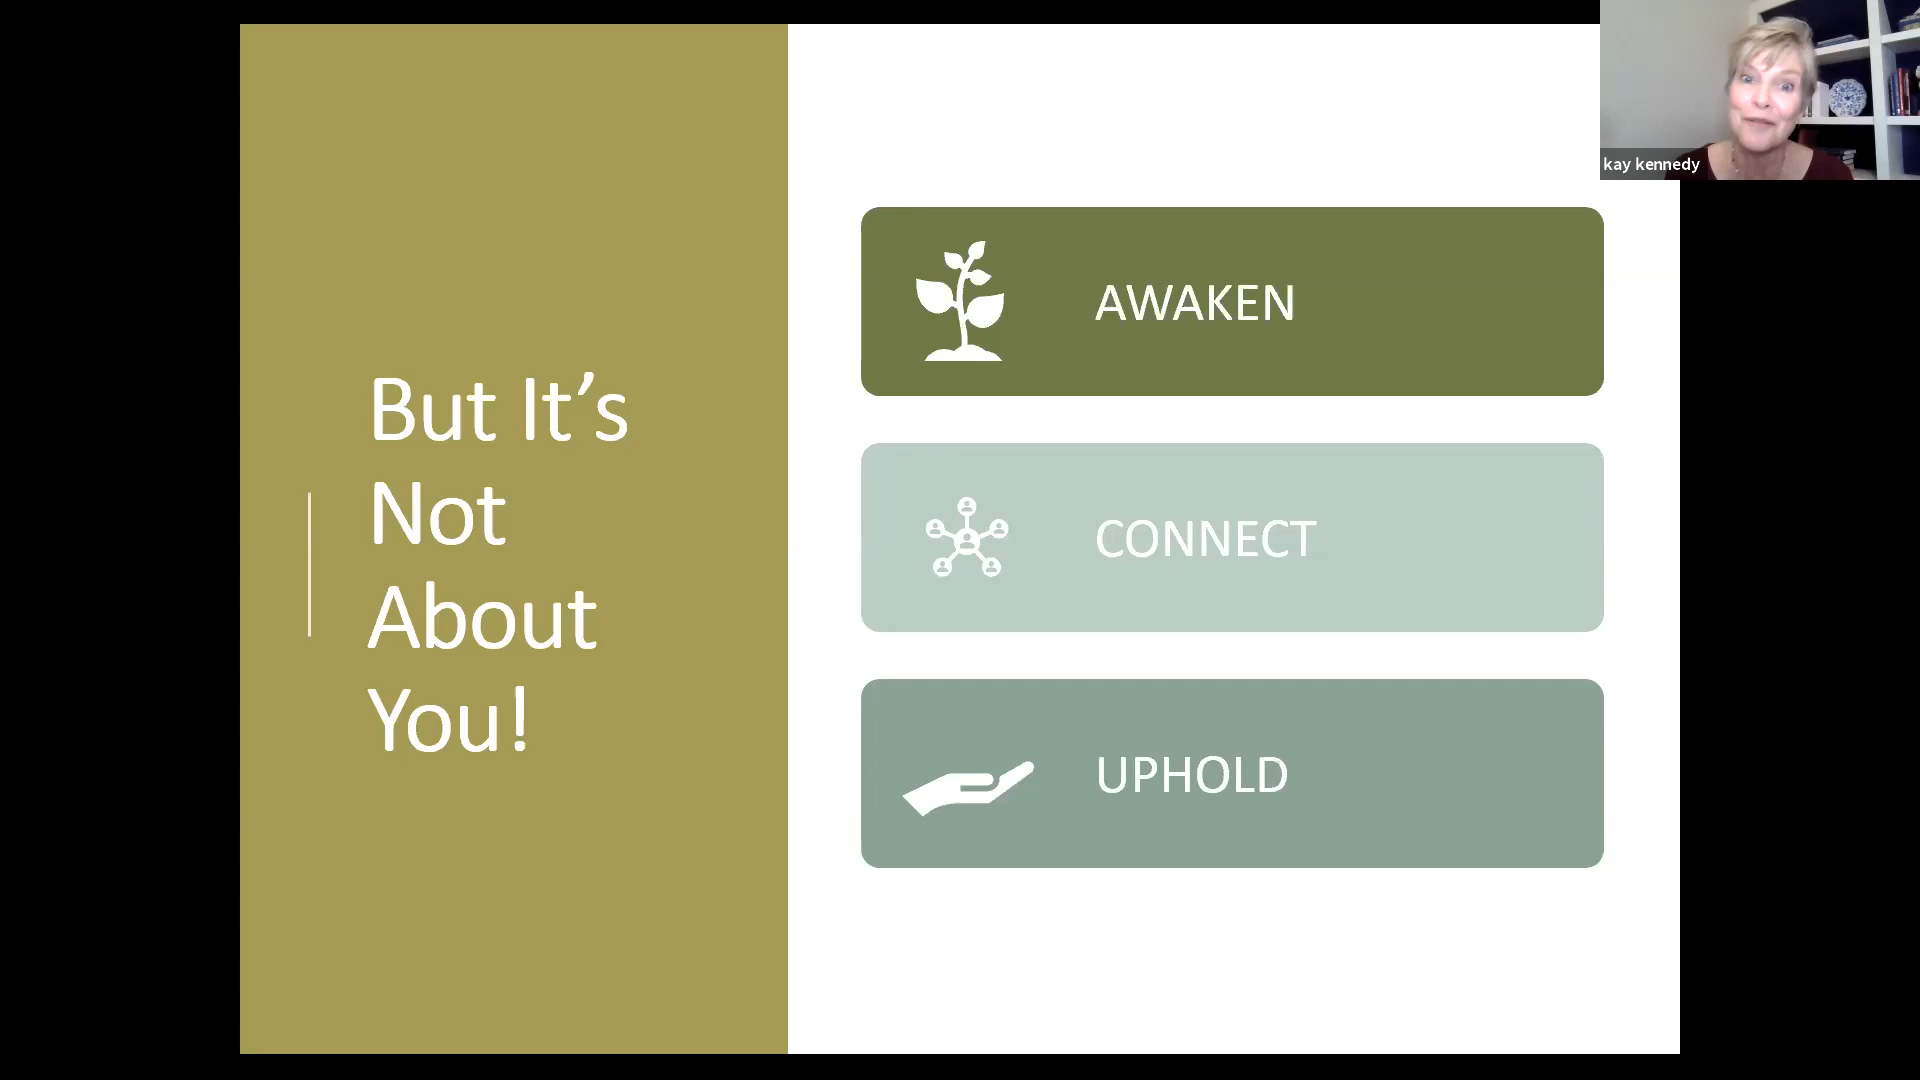 But It’s
Not
About
You!
AWAKEN
CONNECT
UPHOLD
kay kennedy